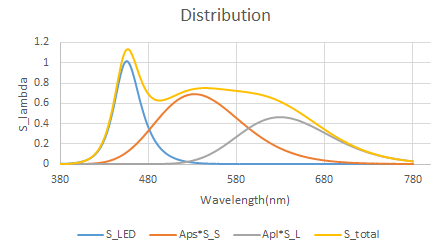 Distribution
1.2
1
0.8
0.6
0.4
0.2
0
S_lambda
380 480 580 680 780
Wavelength(nm)
S_LED Aps*S_S Apl*S_L S_total